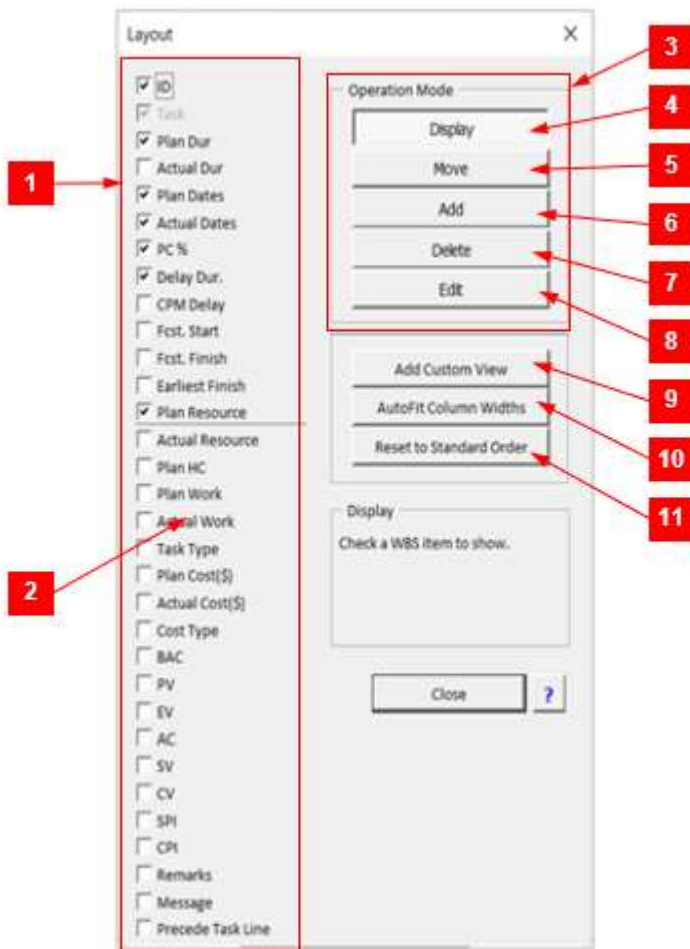 Layout
X
3
ID
Operation Mode
Task
4
Display
Plan Dur
Actual Dur
Move
5
1
Plan Dates
Actual Dates
Add
6
PC %
Delete
Delay Dur.
7
CPM Delay
Edit
Fcst. Start
8
Fcst. Finish
Add Custom View
Earliest Finish
9
Plan Resource
AutoFit Column Widths
Actual Resource
Reset to Standard Order
10
Plan HC
Plan Work
Display
11
Actual Work
Check a WBS item to show.
Task Type
Plan Cost($)
2
Actual Cost($)
Cost Type
BAC
PV
Close
?
EV
AC
SV
CV
SPI
CPI
Remarks
Message
Precede Task Line